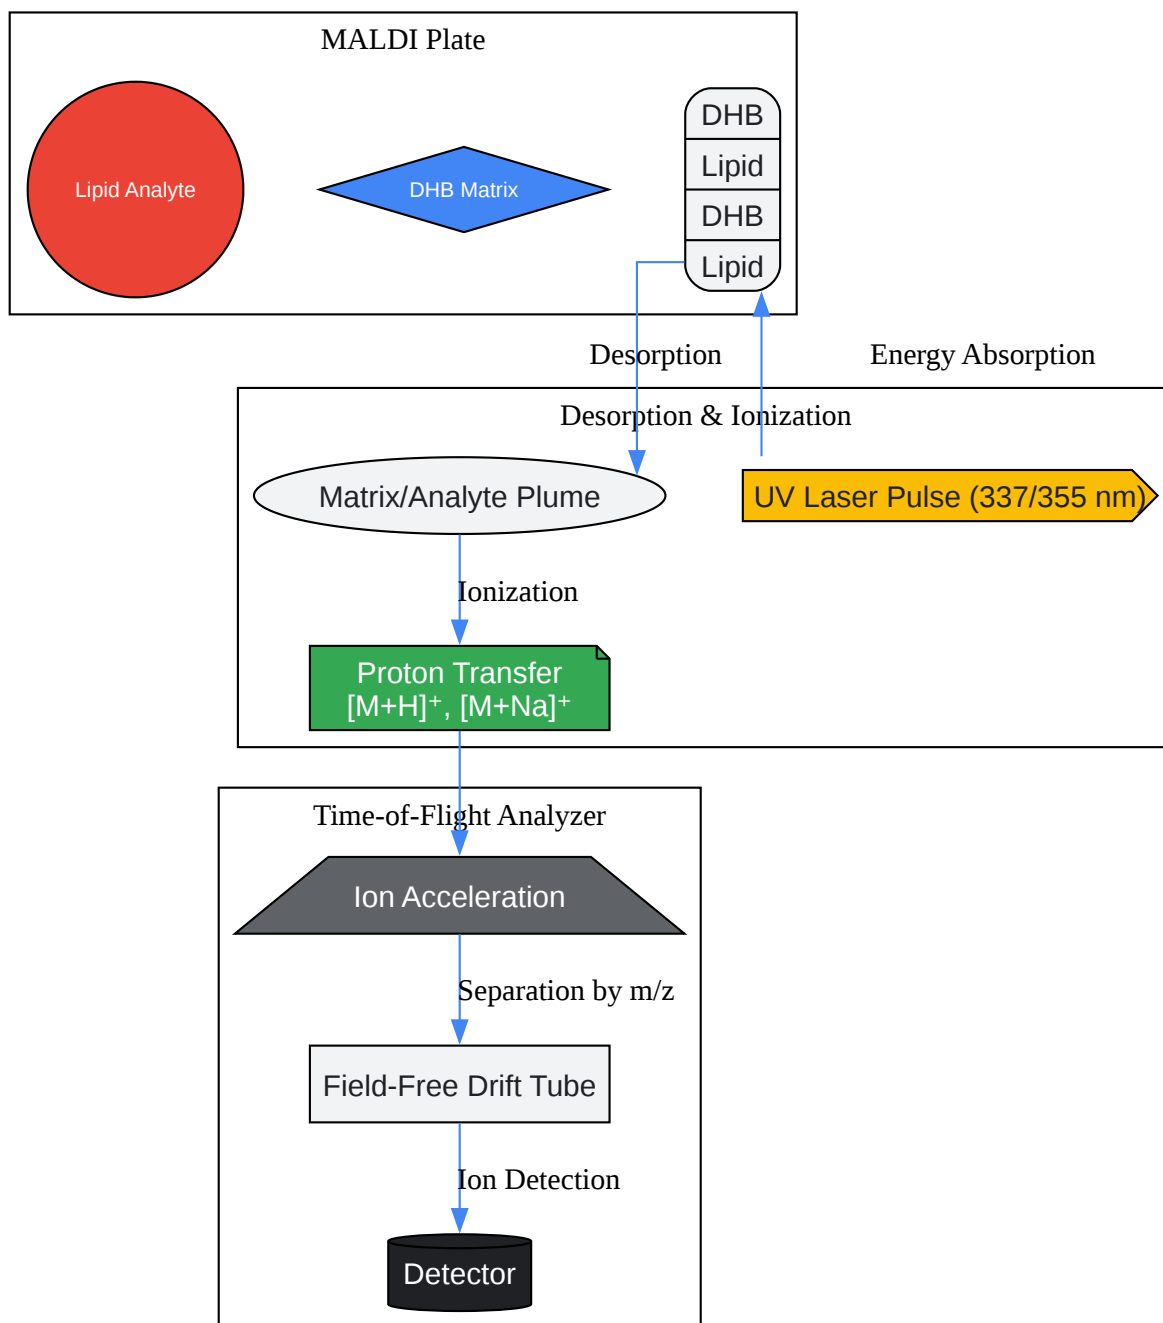 MALDI Plate
Lipid Analyte
DHB Matrix
DHB
Lipid
DHB
Lipid
Desorption
Energy Absorption
Desorption & Ionization
Matrix/Analyte Plume
UV Laser Pulse (337/355 nm)
Ionization
Proton Transfer
[M+H]⁺, [M+Na]⁺
Time-of-Flight Analyzer
Ion Acceleration
Separation by m/z
Field-Free Drift Tube
Ion Detection
Detector